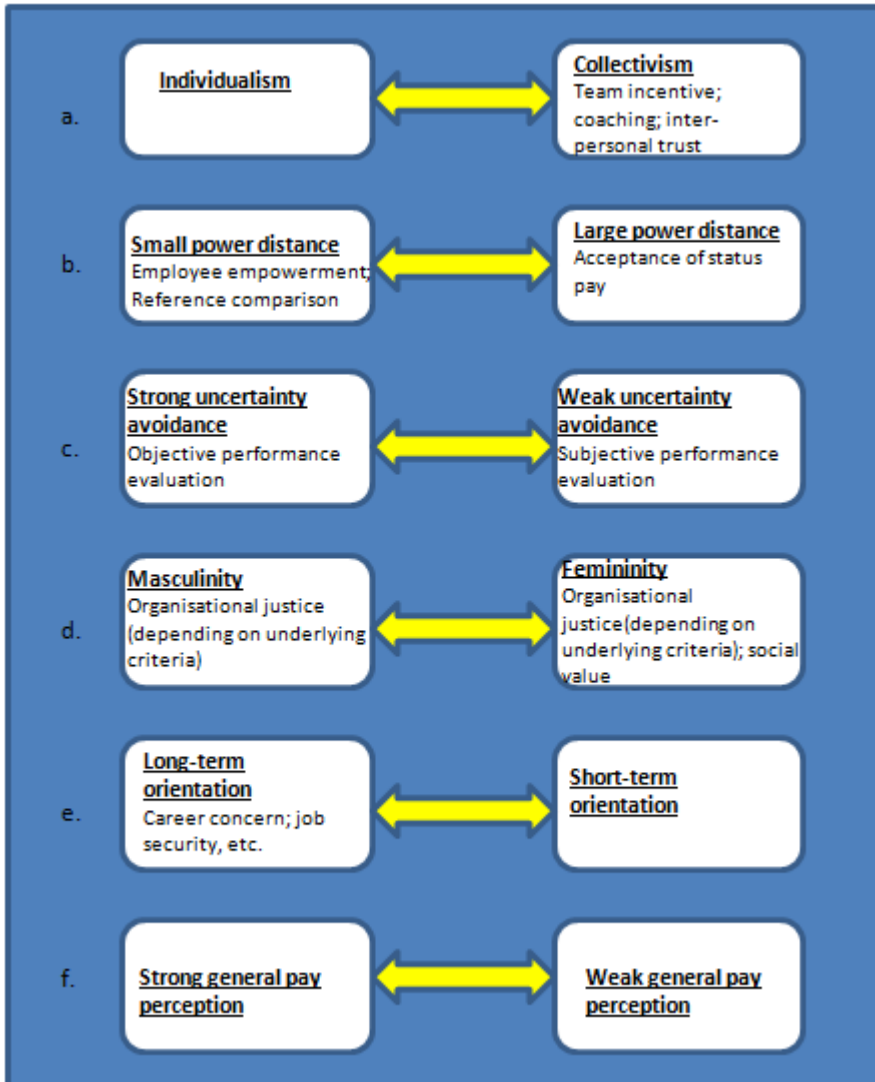 a.
Individualism
Collectivism
Team incentive;
coaching; inter-
personal trust
b.
Small power distance
Employee empowerment;
Reference comparison
Large power distance
Acceptance of status
pay
c.
Strong uncertainty
avoidance
Objective performance
evaluation
Weak uncertainty
avoidance
Subjective performance
evaluation
d.
Masculinity
Organisational justice
(depending on underlying
criteria)
Femininity
Organisational
justice(depending on
underlying criteria); social
value
e.
Long-term
orientation
Career concern; job
security, etc.
Short-term
orientation
f.
Strong general pay
perception
Weak general pay
perception